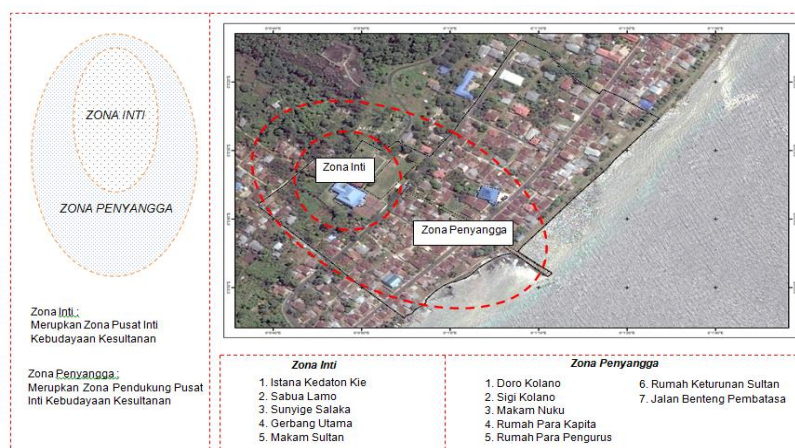 ZONA INTI
ZONA PENYANGGA
Zona Inti :
Merupkan Zona Pusat Inti
Kebudayaan Kesultanan
Zona Penyangga :
Merupkan Zona Pendukung Pusat
Inti Kebudayaan Kesultanan
Zona Inti
Zona Penyangga
Zona Inti
1. Istana Kedaton Kie
2. Sabua Lamo
3. Sunyige Salaka
4. Gerbang Utama
5. Makam Sultan
Zona Penyangga
1. Doro Kolano
2. Sigi Kolano
3. Makam Nuku
4. Rumah Para Kapita
5. Rumah Para Pengurus
6. Rumah Keturunan Sultan
7. Jalan Benteng Pembatasa